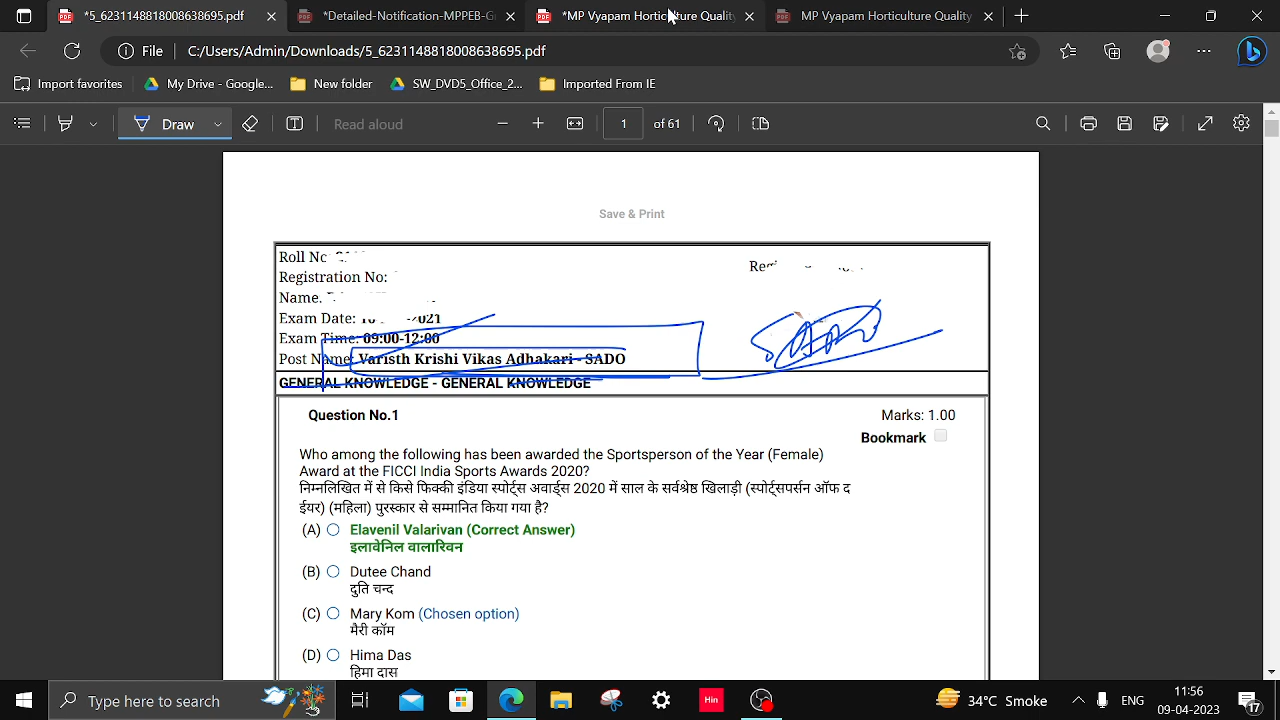 *5_6231148818008638695.pdf
*Detailed-Notification-MPPEB-G
*MP Vyapam Horticulture Quality
MP Vyapam Horticulture Quality
File
C:/Users/Admin/Downloads/5_6231148818008638695.pdf
Import favorites
My Drive - Google...
New folder
SW_DVD5_Office_2...
Imported From IE
Draw
Read aloud
1 of 61
Save & Print
Roll No
Registration No:
Name.
Exam Date: 2021
Exam Time: 09:00-12:00
Post Name: Varisth Krishi Vikas Adhakari- SADO
SADO
GENERAL KNOWLEDGE - GENERAL KNOWLEDGE
Question No.1
Marks: 1.00
Bookmark
Who among the following has been awarded the Sportsperson of the Year (Female)
Award at the FICCI India Sports Awards 2020?
निम्नलिखित में से किसे फिक्की इंडिया स्पोर्ट्स अवार्ड्स 2020 में साल के सर्वश्रेष्ठ खिलाड़ी (स्पोर्ट्सपर्सन ऑफ द
ईयर) (महिला) पुरस्कार से सम्मानित किया गया है?
(A) Elavenil Valarivan (Correct Answer)
इलावेनिल वालारिवन
(B) Dutee Chand
दुति चन्द
(C) Mary Kom (Chosen option)
मैरी कॉम
(D) Hima Das
हिमा दास
Type here to search
Hin
34°C Smoke
ENG
11:56
09-04-2023
17